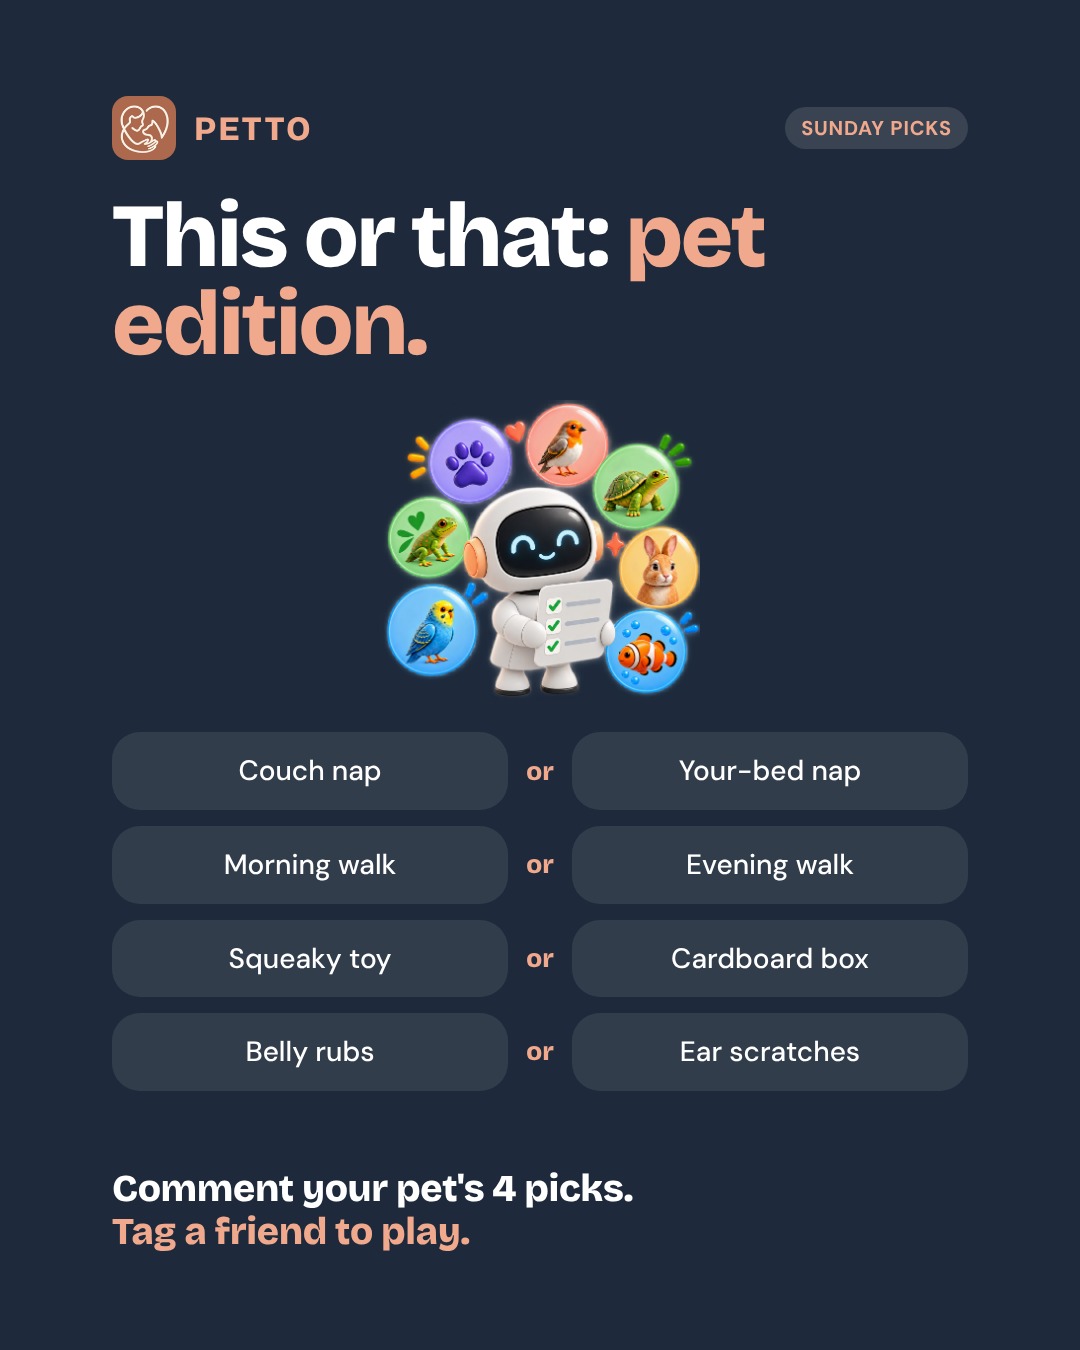 PETTO
SUNDAY PICKS
This or that: pet
edition.
Couch nap or Your-bed nap
Morning walk or Evening walk
Squeaky toy or Cardboard box
Belly rubs or Ear scratches
Comment your pet's 4 picks.
Tag a friend to play.